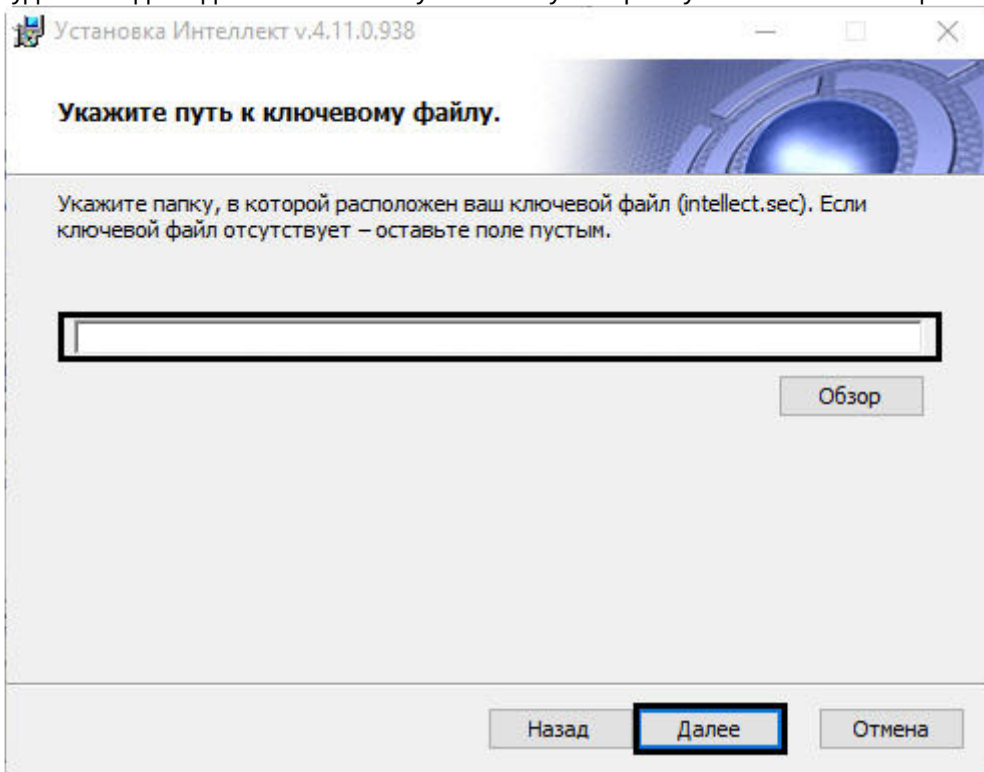 Установка Интеллект v.4.11.0.938
Укажите путь к ключевому файлу.
Укажите папку, в которой расположен ваш ключевой файл (intellect.sec). Если
ключевой файл отсутствует – оставьте поле пустым.
Обзор
Назад
Далее
Отмена